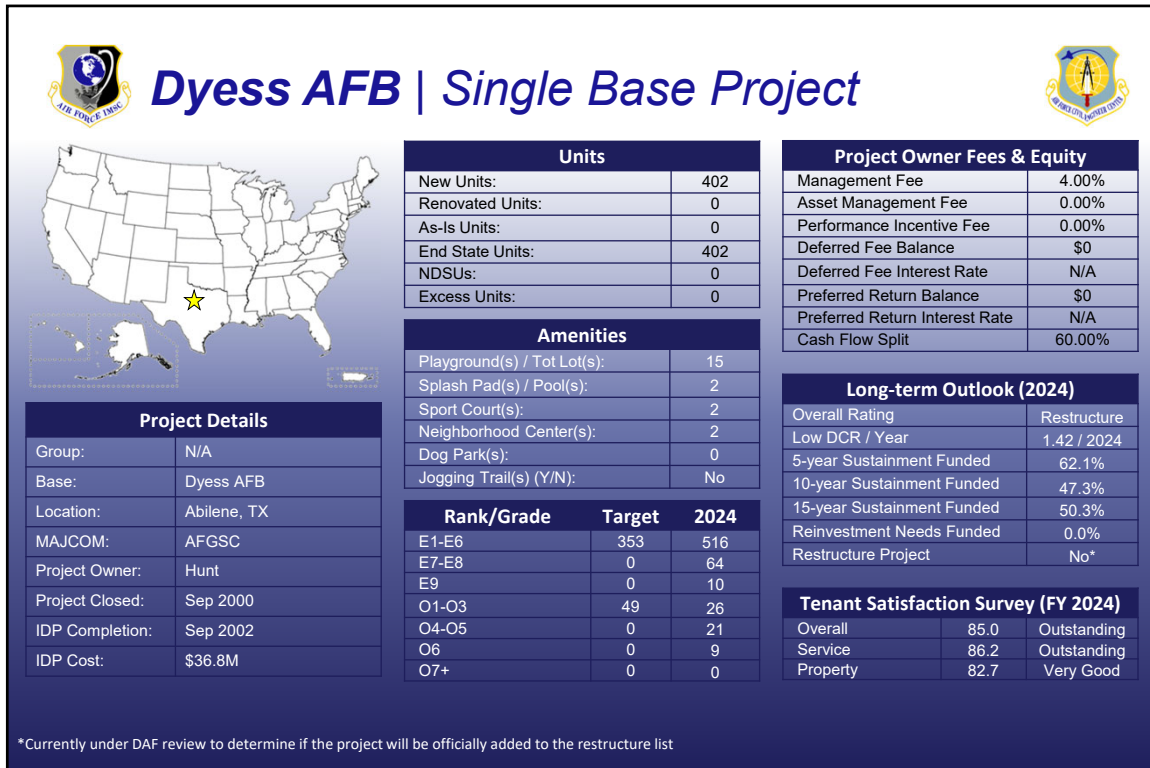 Dyess AFB | Single Base Project
AIR FORCE IMSC
AIR FORCE CIVIL ENGINEER CENTER
Project Details
Group: N/A
Base: Dyess AFB
Location: Abilene, TX
MAJCOM: AFGSC
Project Owner: Hunt
Project Closed: Sep 2000
IDP Completion: Sep 2002
IDP Cost: $36.8M
Units
New Units: 402
Renovated Units: 0
As-Is Units: 0
End State Units: 402
NDSUs: 0
Excess Units: 0
Amenities
Playground(s) / Tot Lot(s): 15
Splash Pad(s) / Pool(s): 2
Sport Court(s): 2
Neighborhood Center(s): 2
Dog Park(s): 0
Jogging Trail(s) (Y/N): No
Rank/Grade Target 2024
E1-E6 353 516
E7-E8 0 64
E9 0 10
O1-O3 49 26
O4-O5 0 21
O6 0 9
O7+ 0 0
Project Owner Fees & Equity
Management Fee 4.00%
Asset Management Fee 0.00%
Performance Incentive Fee 0.00%
Deferred Fee Balance $0
Deferred Fee Interest Rate N/A
Preferred Return Balance $0
Preferred Return Interest Rate N/A
Cash Flow Split 60.00%
Long-term Outlook (2024)
Overall Rating Restructure
Low DCR / Year 1.42 / 2024
5-year Sustainment Funded 62.1%
10-year Sustainment Funded 47.3%
15-year Sustainment Funded 50.3%
Reinvestment Needs Funded 0.0%
Restructure Project No*
Tenant Satisfaction Survey (FY 2024)
Overall 85.0 Outstanding
Service 86.2 Outstanding
Property 82.7 Very Good
*Currently under DAF review to determine if the project will be officially added to the restructure list